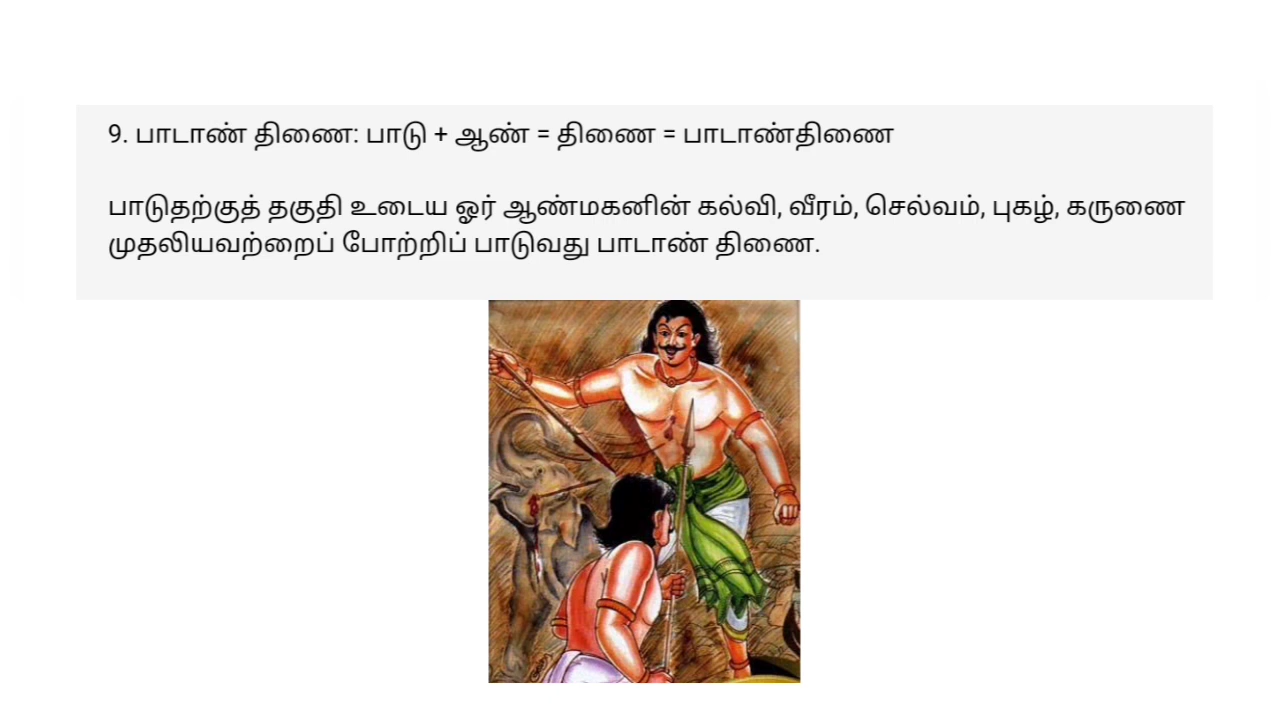 9. பாடாண் திணை: பாடு + ஆண் = திணை = பாடாண்திணை
பாடுதற்குத் தகுதி உடைய ஓர் ஆண்மகனின் கல்வி, வீரம், செல்வம், புகழ், கருணை
முதலியவற்றைப் போற்றிப் பாடுவது பாடாண் திணை.